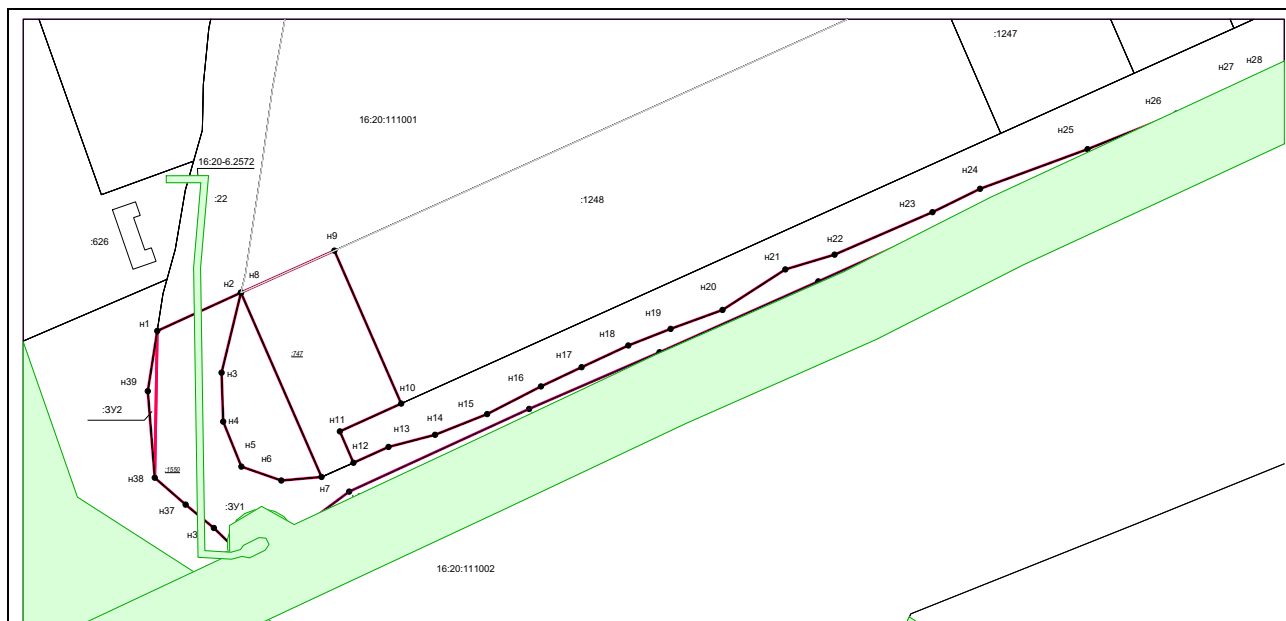 :1247
н27
н28
н26
16:20:111001
н25
16:20-6.2572
н24
:22
:1248
н23
:626
н9
н22
н21
н2
н8
н20
н1
н19
н18
:747
н17
н3
н39
н16
н10
:ЗУ2
н15
н11
н4
н14
н13
н5
н12
н6
:1550
н38
н7
н37
:ЗУ1
н3
16:20:111002